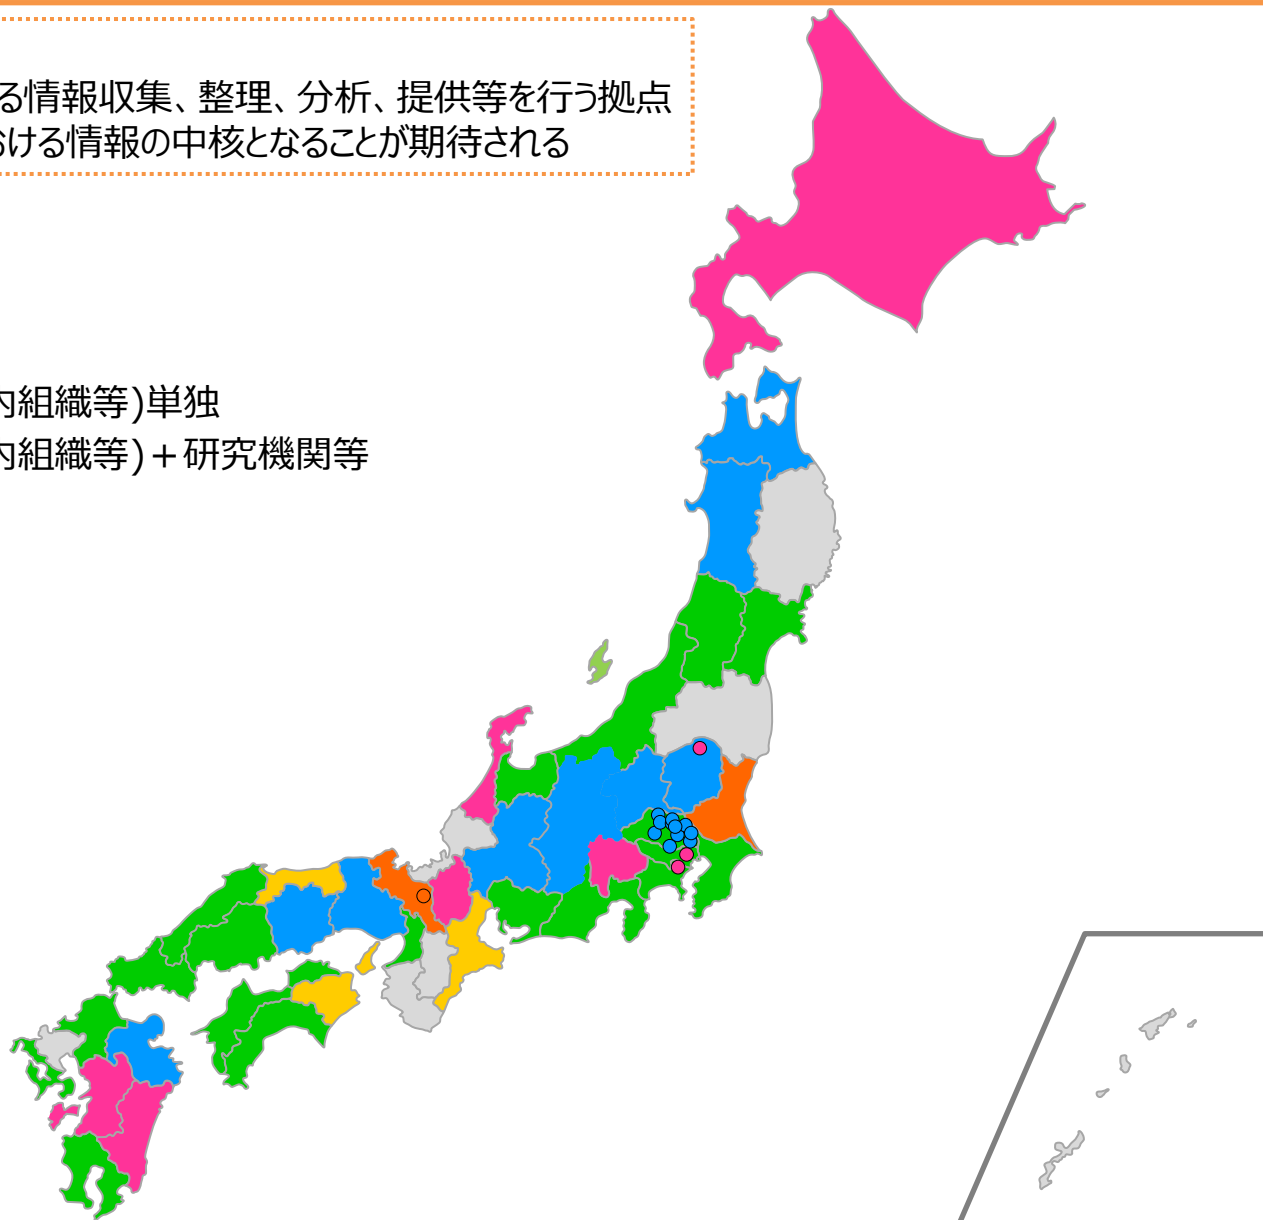 る情報収集、整理、分析、提供等を行う拠点
おける情報の中核となることが期待される
内組織等)単独
内組織等)＋研究機関等